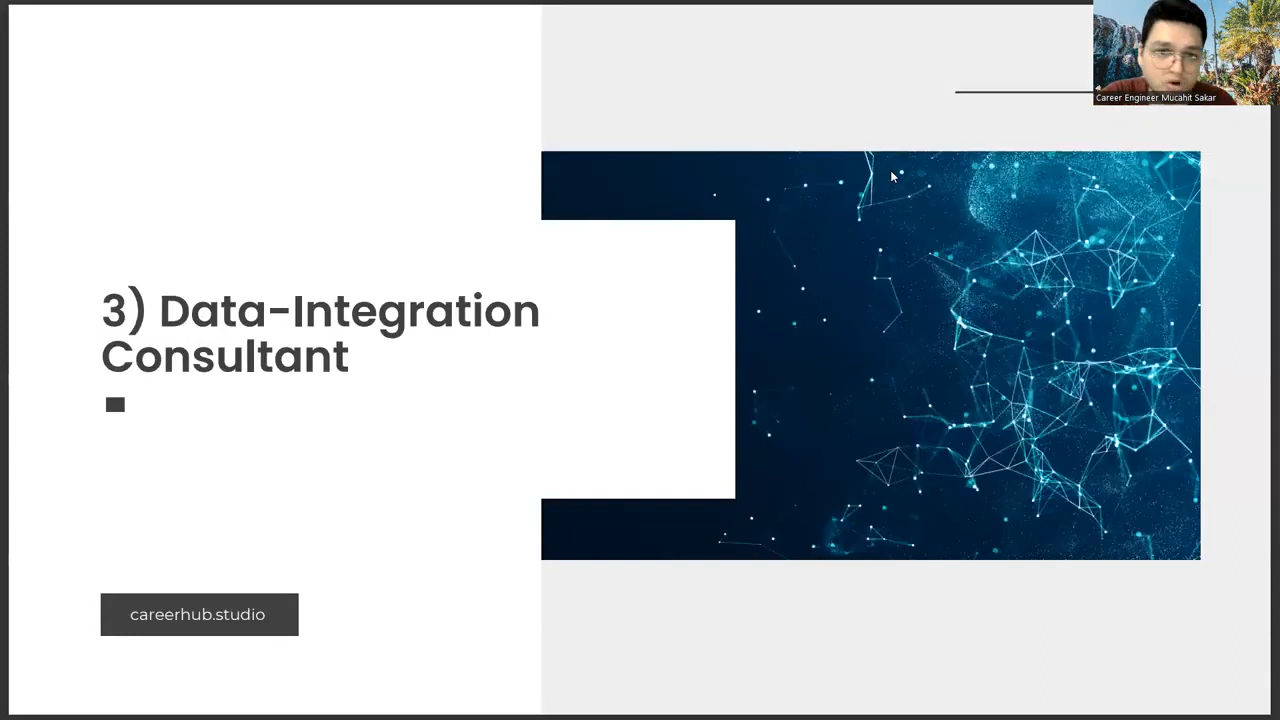 Career Engineer Mucahit Sakar
3) Data-Integration
Consultant
careerhub.studio